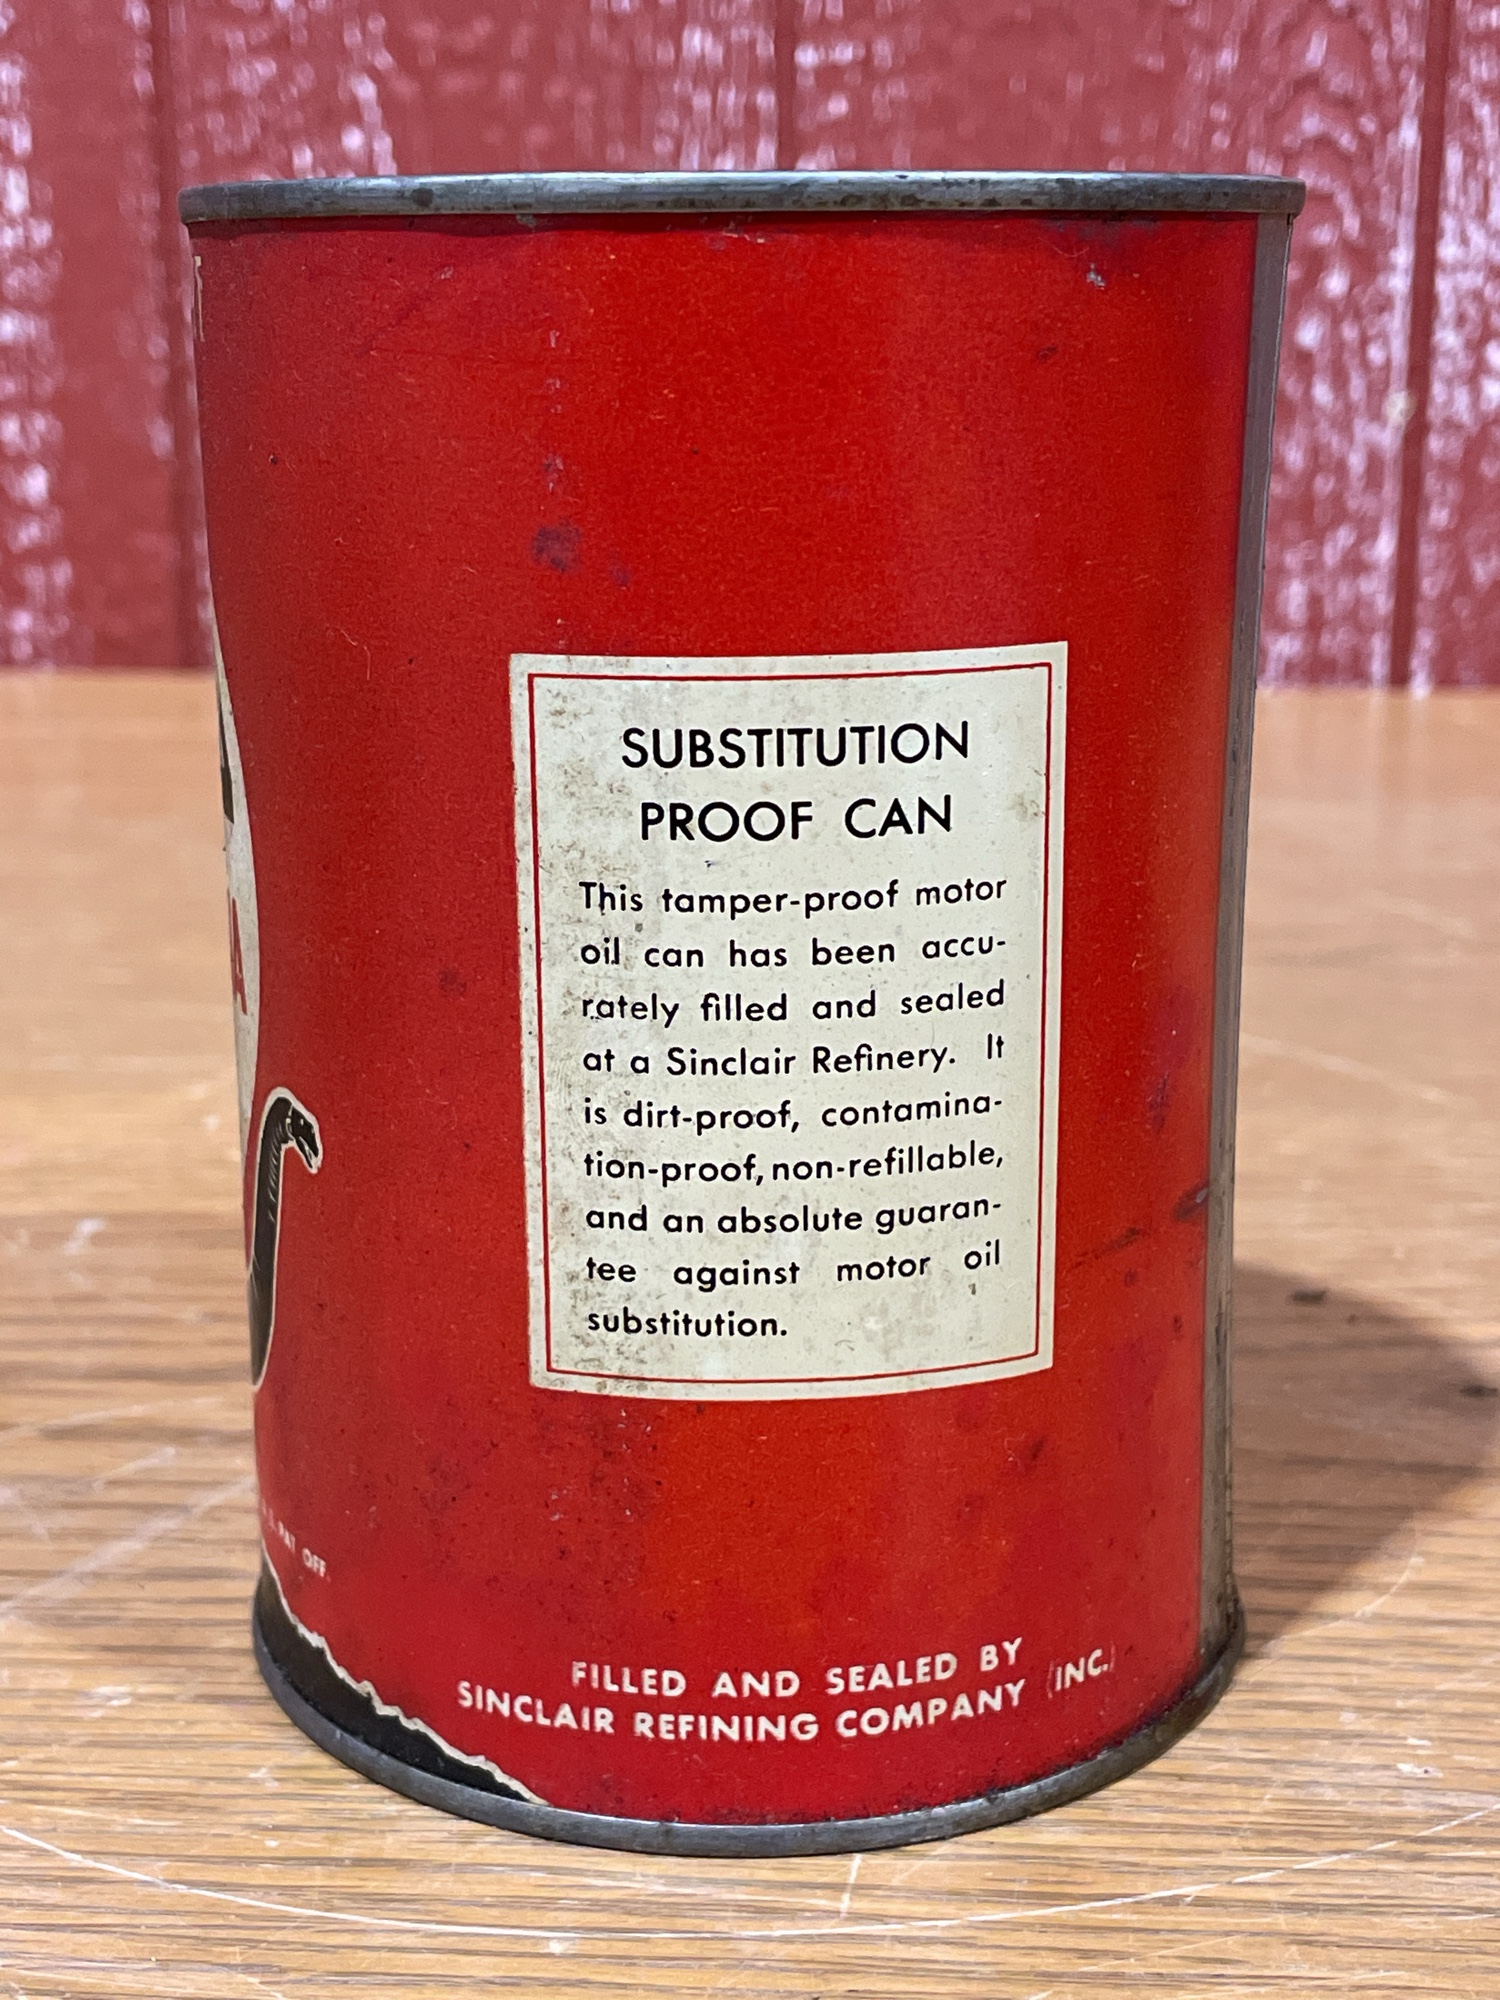 SUBSTITUTION
PROOF CAN
This tamper-proof motor
oil can has been accu-
rately filled and sealed
at a Sinclair Refinery. It
is dirt-proof, contamina-
tion-proof, non-refillable,
and an absolute guaran-
tee against motor oil
substitution.
PAT OFF.
FILLED AND SEALED BY
SINCLAIR REFINING COMPANY (INC.)